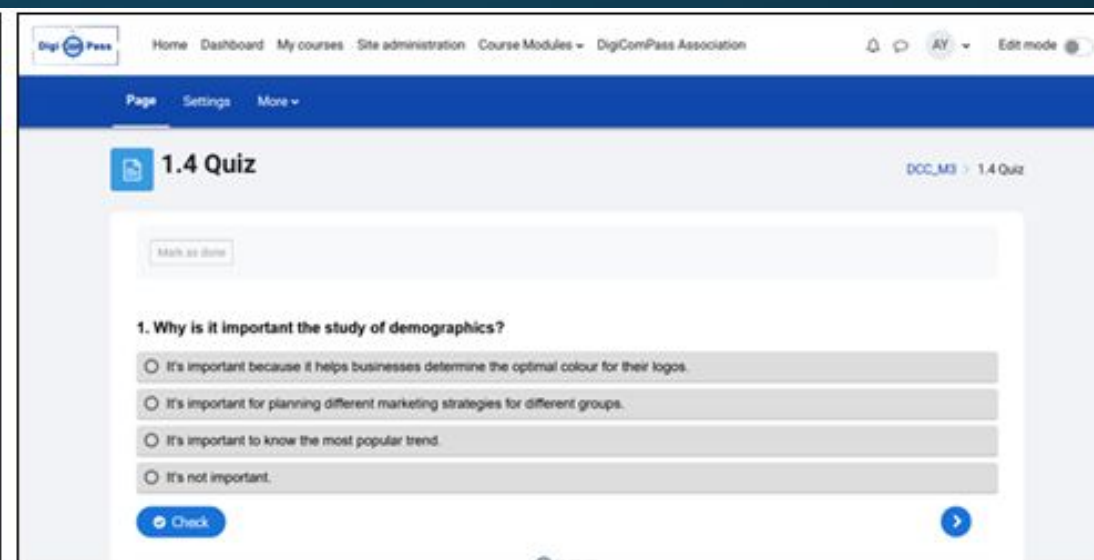 Digi ComPass Home Dashboard My courses Site administration Course Modules DigiComPass Association AY Edit mode
Page Settings More
1.4 Quiz DCC_M3 > 1.4 Quiz
Mark as done
1. Why is it important the study of demographics?
It's important because it helps businesses determine the optimal colour for their logos.
It's important for planning different marketing strategies for different groups.
It's important to know the most popular trend.
It's not important.
Check